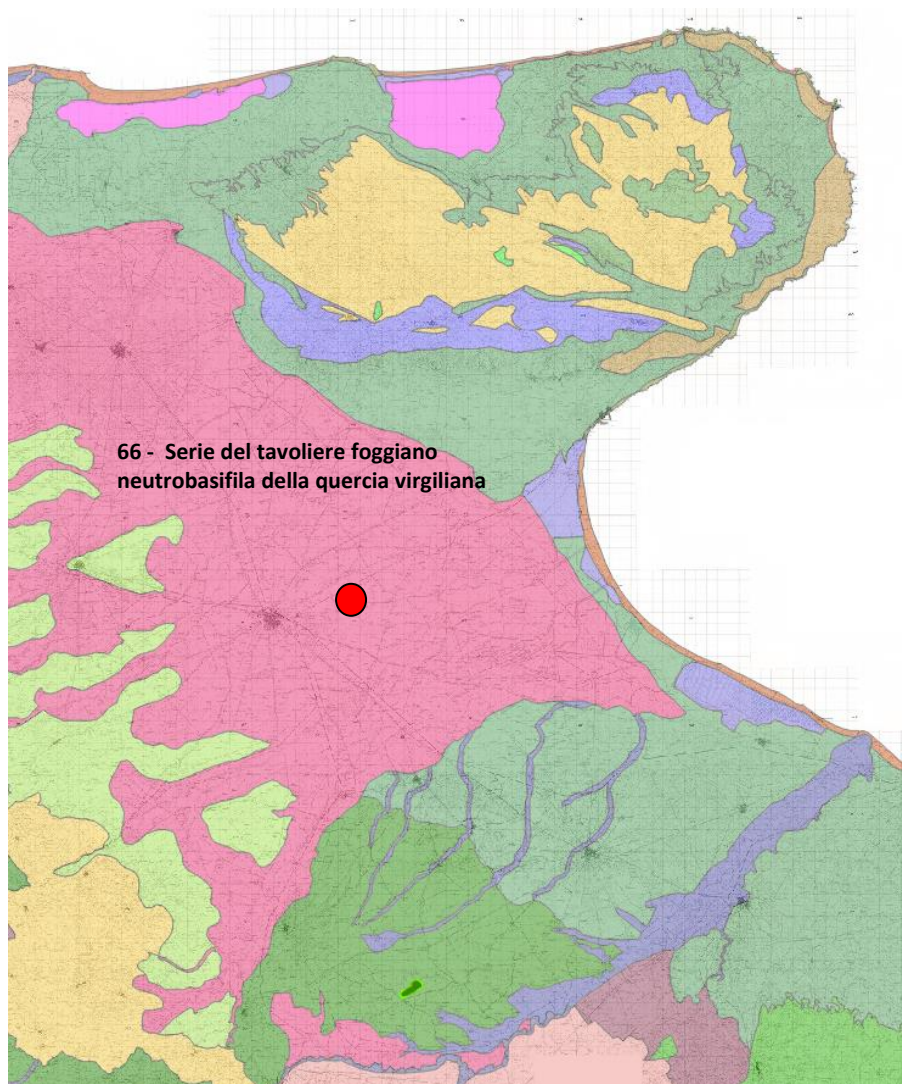 66 - Serie del tavoliere foggiano
neutrobasifila della quercia virgiliana